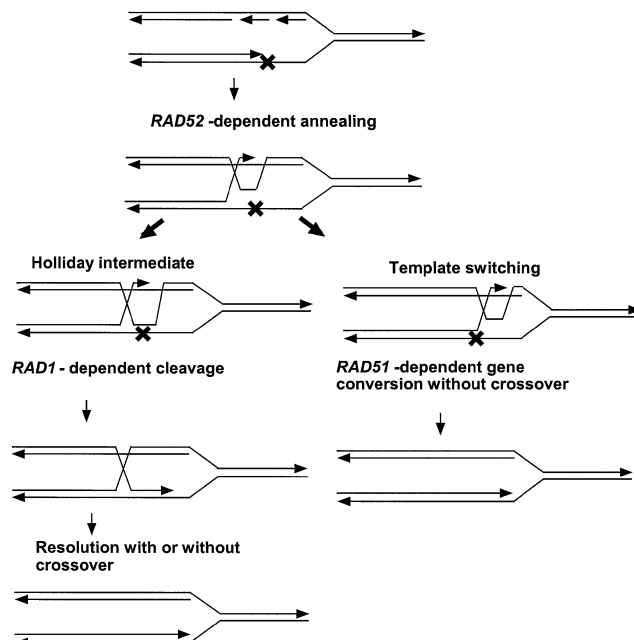 RAD52 -dependent annealing
Holliday intermediate
Template switching
RAD1 - dependent cleavage
RAD51 -dependent gene
conversion without crossover
Resolution with or without
crossover